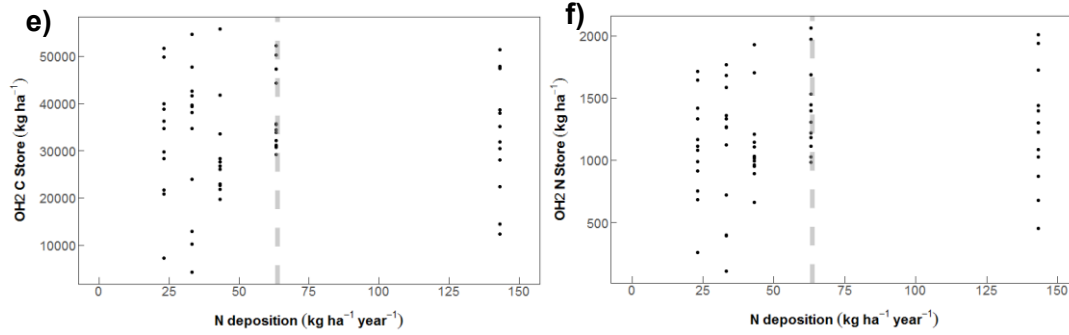 e)
OH2 C Store (kg ha⁻¹)
50000
40000
30000
20000
10000
0 25 50 75 100 125 150
N deposition (kg ha⁻¹ year⁻¹)
f)
OH2 N Store (kg ha⁻¹)
2000
1500
1000
500
0 25 50 75 100 125 150
N deposition (kg ha⁻¹ year⁻¹)